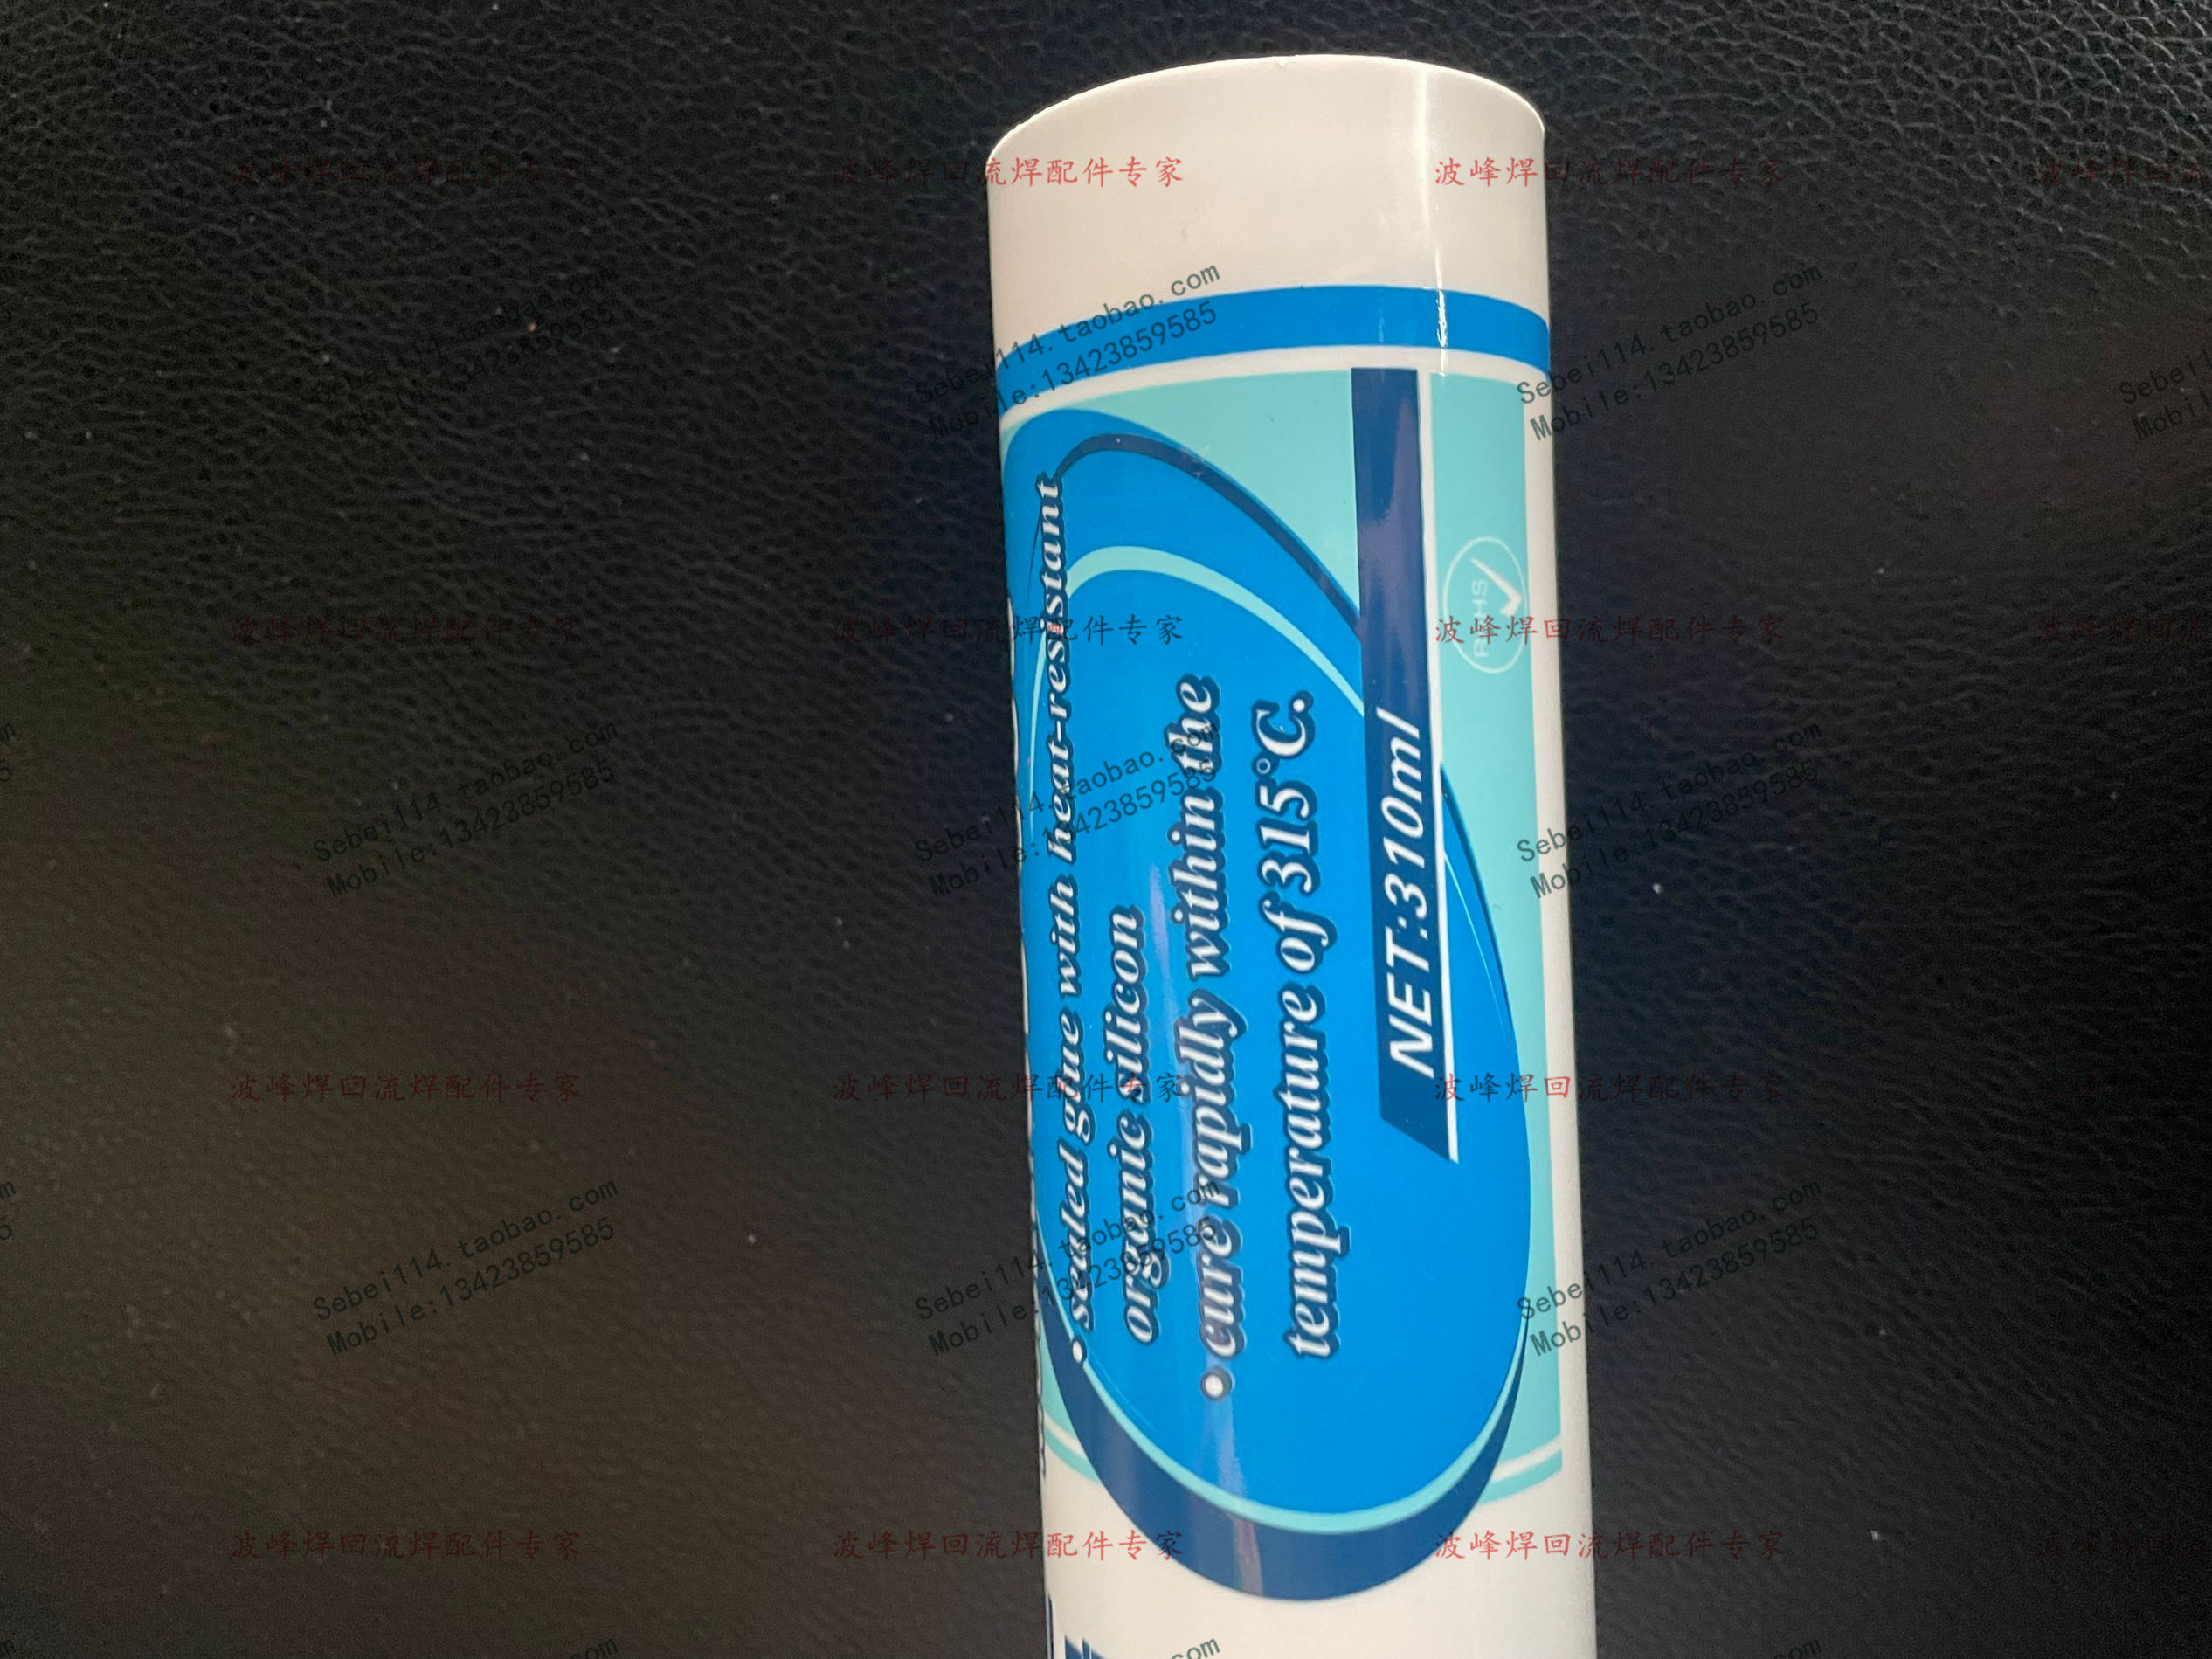 • sealed glue with heat-resistant
organic silicon
• cure rapidly within the
temperature of 315℃.
NET:310ml
RoHS
波峰焊回流焊配件专家
Sebei114.taobao.com
Mobile:13423859585